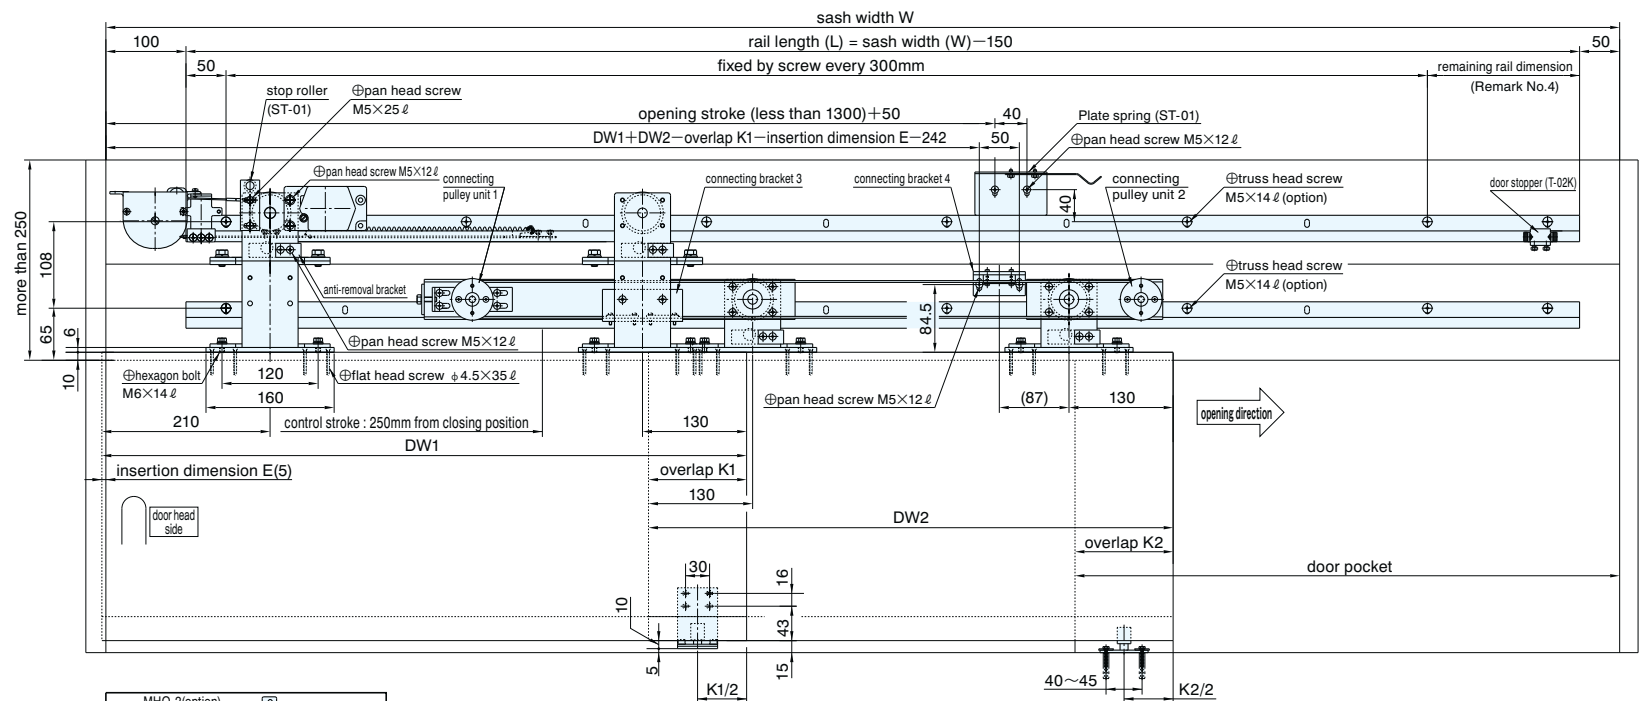 sash width W
100
rail length (L) = sash width (W)−150
50
50
fixed by screw every 300mm
remaining rail dimension
(Remark No.4)
stop roller
(ST-01)
⊕pan head screw
M5×25ℓ
opening stroke (less than 1300)+50
40
Plate spring (ST-01)
DW1+DW2−overlap K1−insertion dimension E−242
50
⊕pan head screw M5×12ℓ
⊕pan head screw M5×12ℓ
connecting
pulley unit 1
connecting bracket 3
connecting bracket 4
connecting
pulley unit 2
⊕truss head screw
M5×14ℓ (option)
door stopper (T-02K)
40
more than 250
108
65
6
10
anti-removal bracket
⊕truss head screw
M5×14ℓ (option)
84.5
⊕pan head screw M5×12ℓ
⊕hexagon bolt
M6×14ℓ
120
⊕flat head screw φ4.5×35ℓ
160
⊕pan head screw M5×12ℓ
(87)
130
opening direction
210
control stroke : 250mm from closing position
130
DW1
insertion dimension E(5)
overlap K1
130
door head
side
DW2
overlap K2
door pocket
30
16
10
43
5
15
K1/2
40～45
K2/2
MHO-2(option)